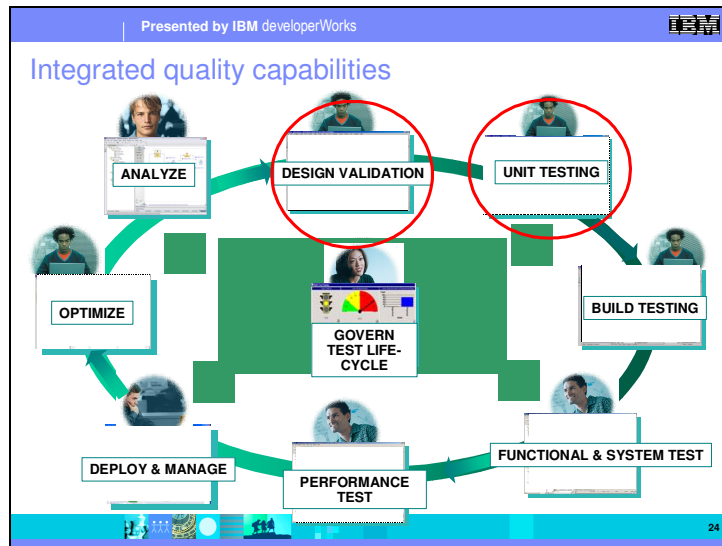 Presented by IBM developerWorks
IBM
Integrated quality capabilities
ANALYZE
DESIGN VALIDATION
UNIT TESTING
OPTIMIZE
BUILD TESTING
GOVERN
TEST LIFE-
CYCLE
DEPLOY & MANAGE
PERFORMANCE
TEST
FUNCTIONAL & SYSTEM TEST
24